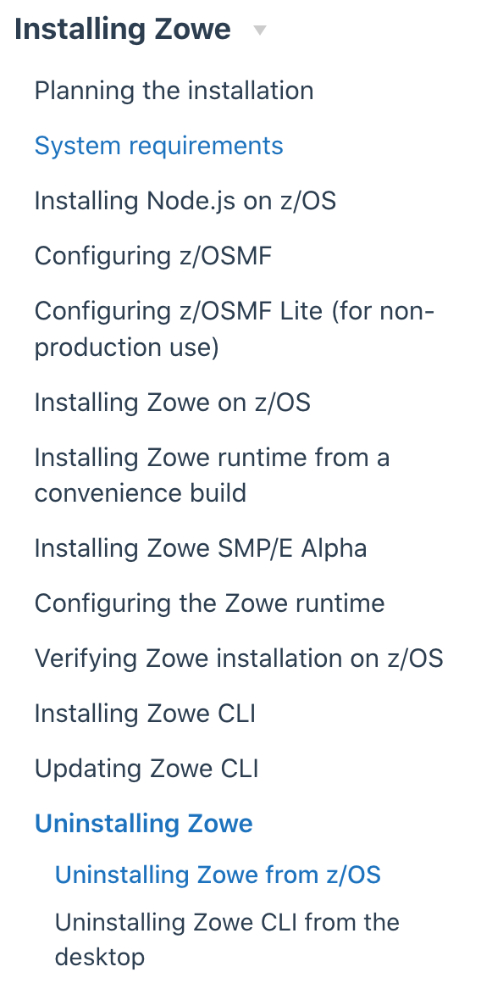 Installing Zowe
Planning the installation
System requirements
Installing Node.js on z/OS
Configuring z/OSMF
Configuring z/OSMF Lite (for non-
production use)
Installing Zowe on z/OS
Installing Zowe runtime from a
convenience build
Installing Zowe SMP/E Alpha
Configuring the Zowe runtime
Verifying Zowe installation on z/OS
Installing Zowe CLI
Updating Zowe CLI
Uninstalling Zowe
Uninstalling Zowe from z/OS
Uninstalling Zowe CLI from the
desktop